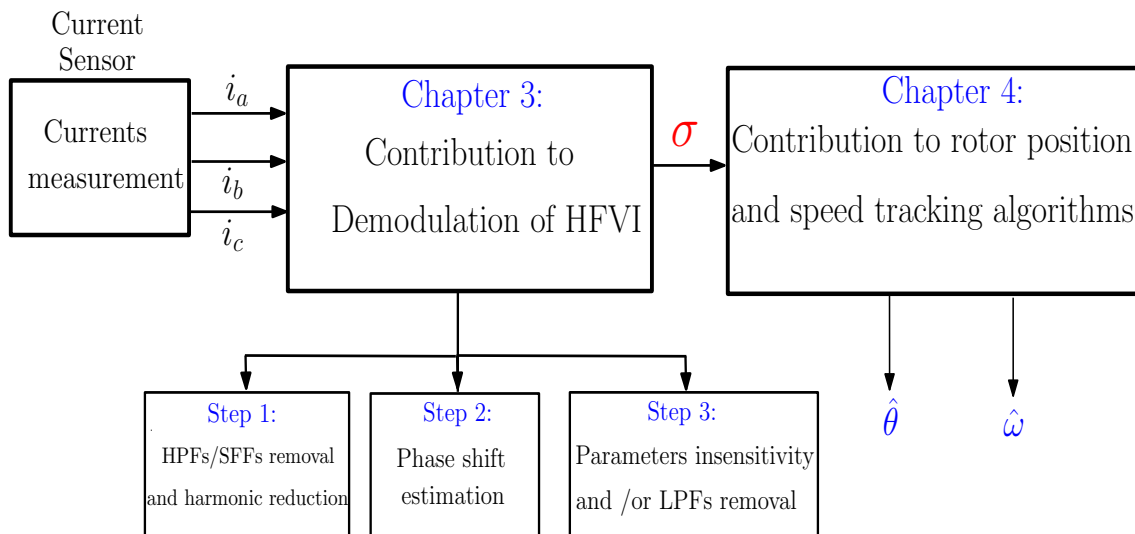 Current
Sensor
Currents
measurement
i_a
i_b
i_c
Chapter 3:
Contribution to
Demodulation of HFVI
σ
Chapter 4:
Contribution to rotor position
and speed tracking algorithms
Step 1:
HPFs/SFFs removal
and harmonic reduction
Step 2:
Phase shift
estimation
Step 3:
Parameters insensitivity
and /or LPFs removal
θ̂
ω̂